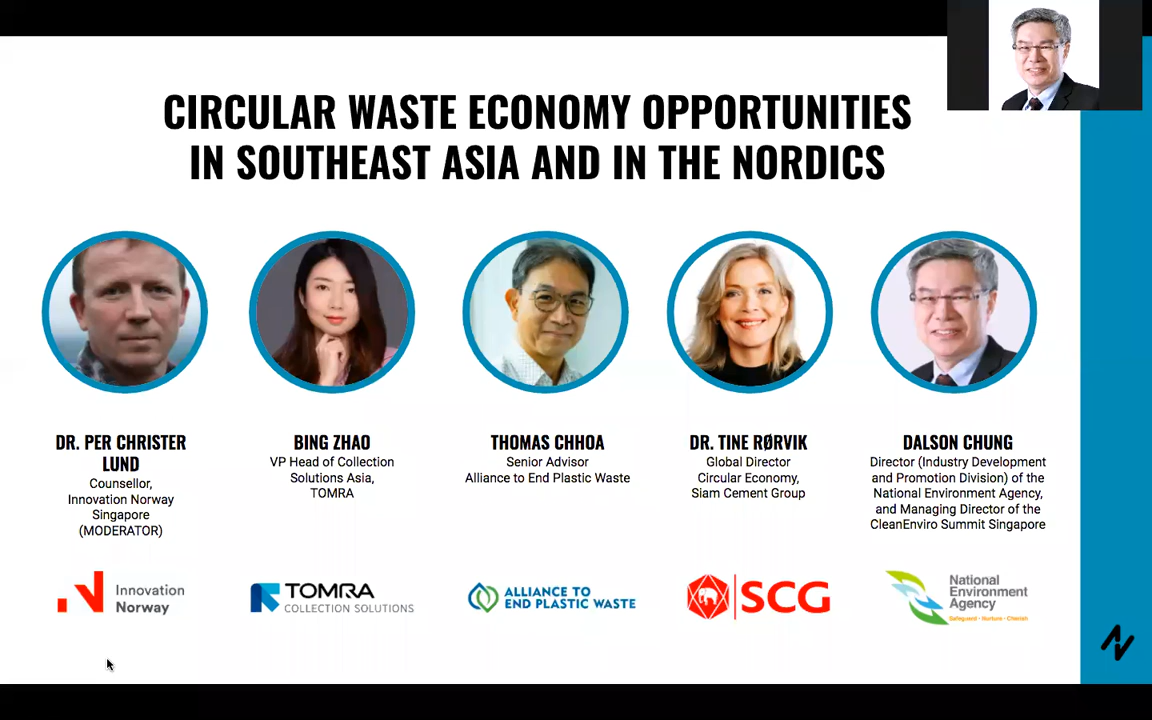 CIRCULAR WASTE ECONOMY OPPORTUNITIES
IN SOUTHEAST ASIA AND IN THE NORDICS
DR. PER CHRISTER
LUND
Counsellor,
Innovation Norway
Singapore
(MODERATOR)
BING ZHAO
VP Head of Collection
Solutions Asia,
TOMRA
THOMAS CHHOA
Senior Advisor
Alliance to End Plastic Waste
DR. TINE RØRVIK
Global Director
Circular Economy,
Siam Cement Group
DALSON CHUNG
Director (Industry Development
and Promotion Division) of the
National Environment Agency,
and Managing Director of the
CleanEnviro Summit Singapore
Innovation
Norway
TOMRA
COLLECTION SOLUTIONS
ALLIANCE TO
END PLASTIC WASTE
SCG
National
Environment
Agency
Safeguard · Nurture · Cherish